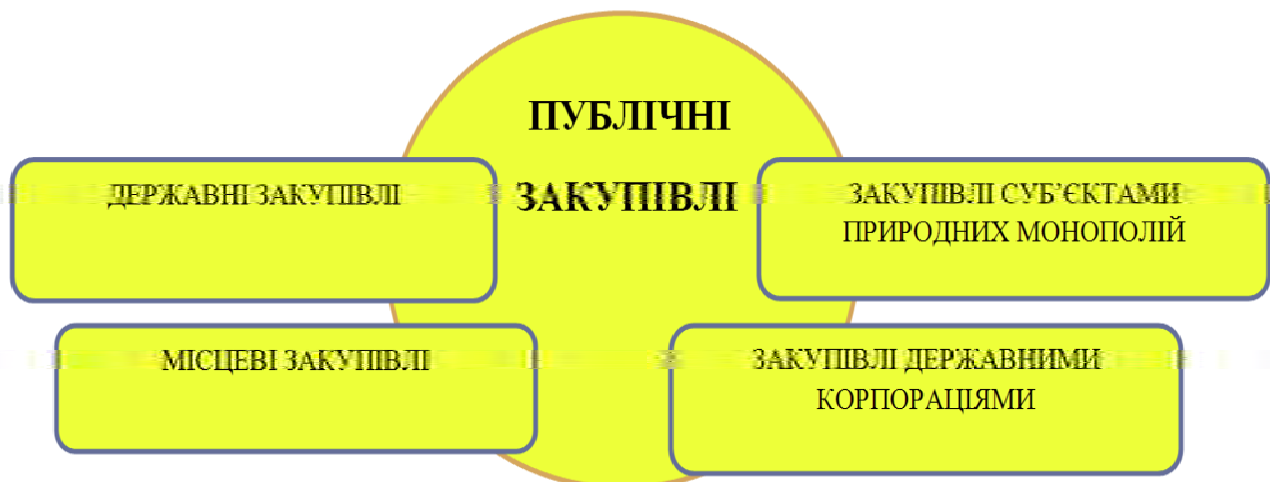 ПУБЛІЧНІ
ЗАКУПІВЛІ
ДЕРЖАВНІ ЗАКУПІВЛІ
ЗАКУПІВЛІ СУБ’ЄКТАМИ
ПРИРОДНИХ МОНОПОЛІЙ
МІСЦЕВІ ЗАКУПІВЛІ
ЗАКУПІВЛІ ДЕРЖАВНИМИ
КОРПОРАЦІЯМИ